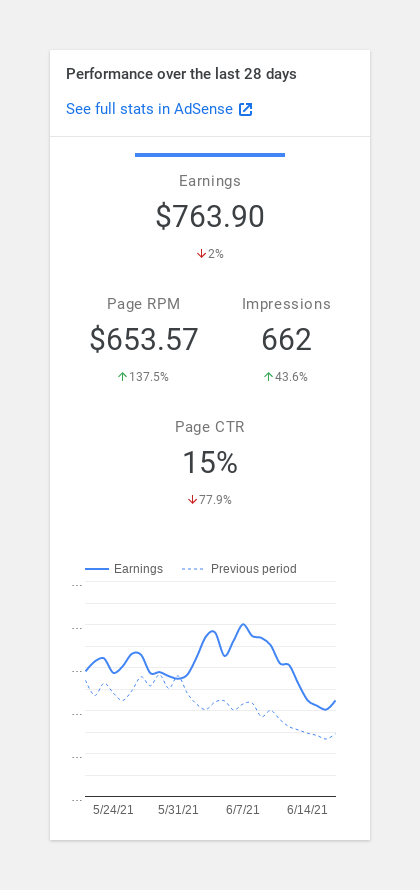 Performance over the last 28 days
See full stats in AdSense
Earnings
$763.90
2%
Page RPM Impressions
$653.57 662
137.5% 43.6%
Page CTR
15%
77.9%
Earnings Previous period
...
...
...
...
...
...
5/24/21 5/31/21 6/7/21 6/14/21